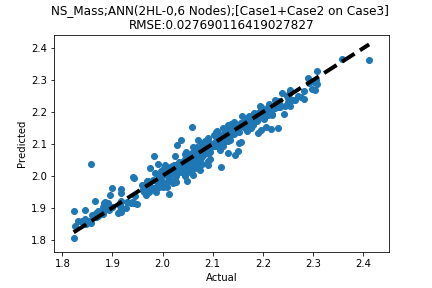 NS_Mass;ANN(2HL-0,6 Nodes);[Case1+Case2 on Case3]
RMSE:0.027690116419027827
2.4
2.3
2.2
2.1
2.0
1.9
1.8
Predicted
1.8 1.9 2.0 2.1 2.2 2.3 2.4
Actual